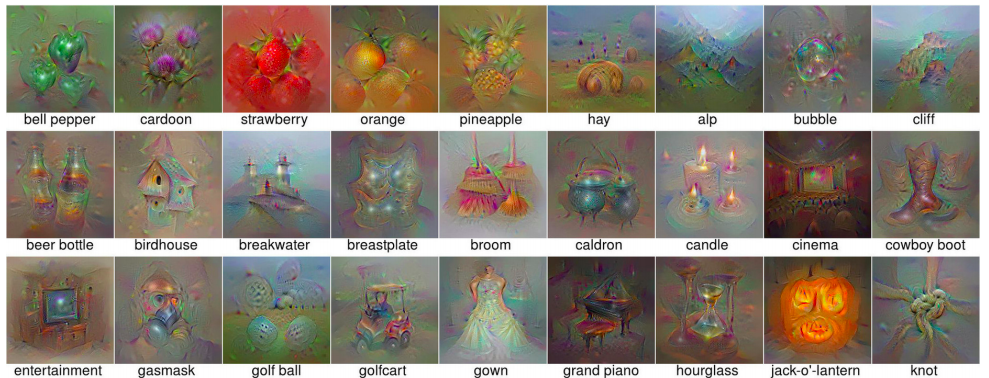 bell pepper cardoon strawberry orange pineapple hay alp bubble cliff
beer bottle birdhouse breakwater breastplate broom caldron candle cinema cowboy boot
entertainment gasmask golf ball golfcart gown grand piano hourglass jack-o'-lantern knot